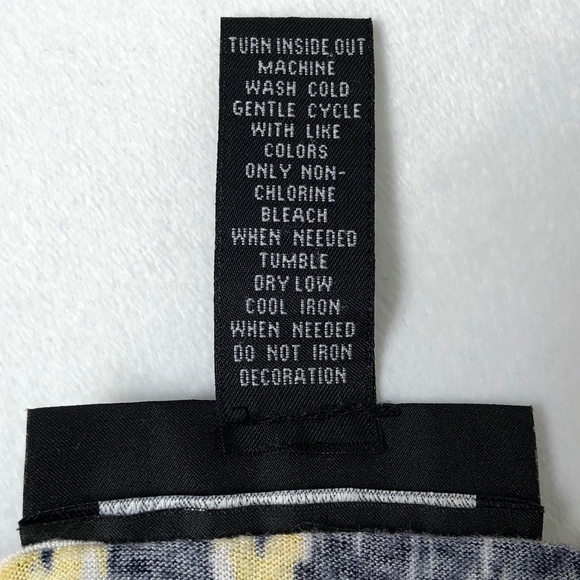 TURN INSIDE OUT
MACHINE
WASH COLD
GENTLE CYCLE
WITH LIKE
COLORS
ONLY NON-
CHLORINE
BLEACH
WHEN NEEDED
TUMBLE
DRY LOW
COOL IRON
WHEN NEEDED
DO NOT IRON
DECORATION